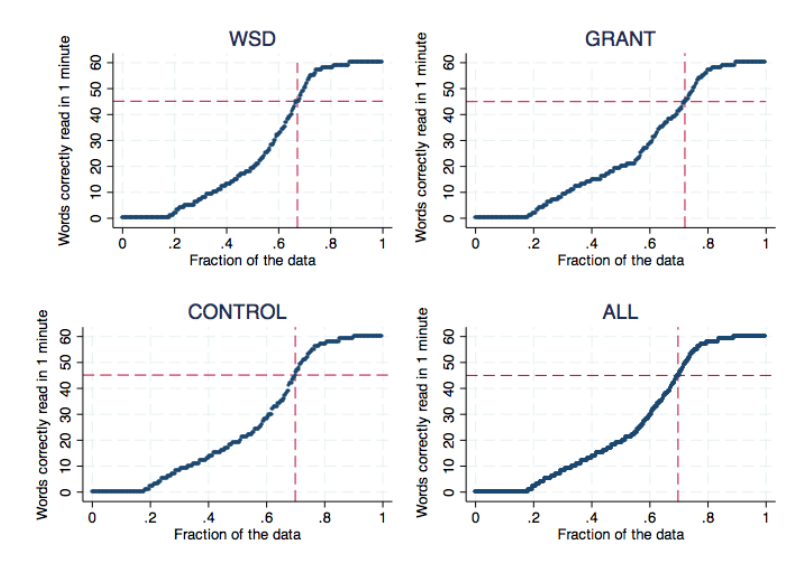 WSD
Words correctly read in 1 minute
60
50
40
30
20
10
0
0 .2 .4 .6 .8 1
Fraction of the data
GRANT
Words correctly read in 1 minute
60
50
40
30
20
10
0
0 .2 .4 .6 .8 1
Fraction of the data
CONTROL
Words correctly read in 1 minute
60
50
40
30
20
10
0
0 .2 .4 .6 .8 1
Fraction of the data
ALL
Words correctly read in 1 minute
60
50
40
30
20
10
0
0 .2 .4 .6 .8 1
Fraction of the data